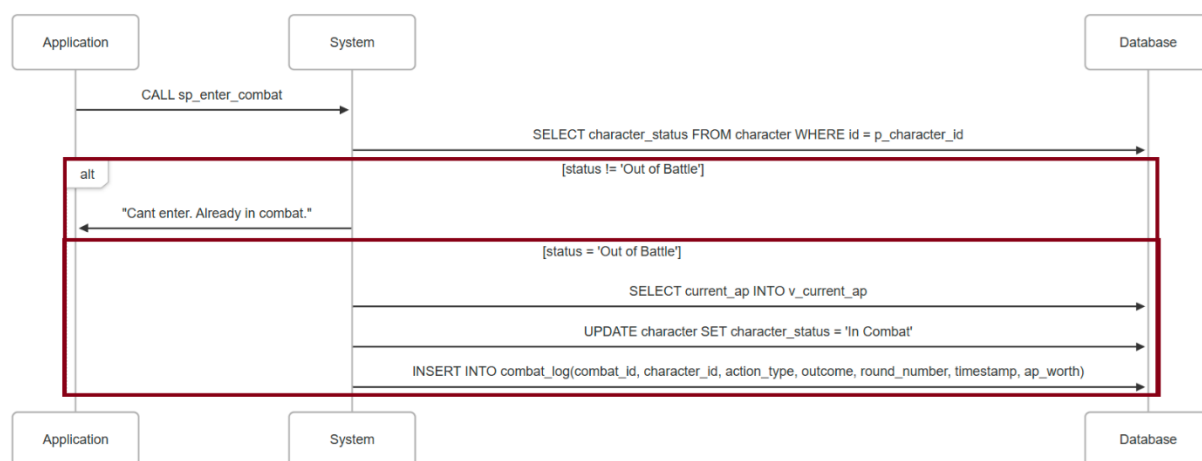 Application
System
Database
CALL sp_enter_combat
SELECT character_status FROM character WHERE id = p_character_id
alt
[status != 'Out of Battle']
"Cant enter. Already in combat."
[status = 'Out of Battle']
SELECT current_ap INTO v_current_ap
UPDATE character SET character_status = 'In Combat'
INSERT INTO combat_log(combat_id, character_id, action_type, outcome, round_number, timestamp, ap_worth)
Application
System
Database